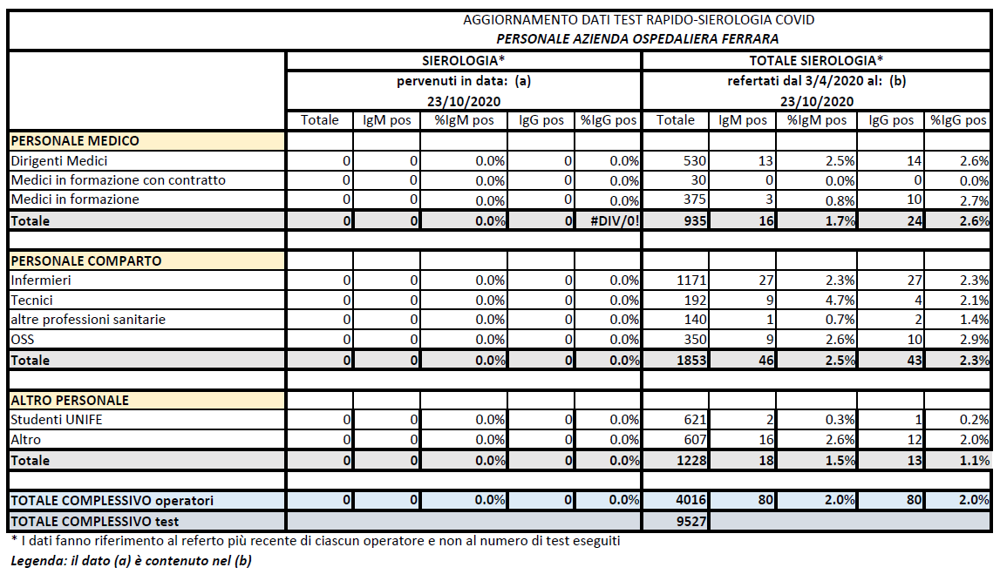 AGGIORNAMENTO DATI TEST RAPIDO-SIEROLOGIA COVID
PERSONALE AZIENDA OSPEDALIERA FERRARA
SIEROLOGIA* TOTALE SIEROLOGIA*
pervenuti in data: (a) refertati dal 3/4/2020 al: (b)
23/10/2020 23/10/2020
Totale IgM pos %IgM pos IgG pos %IgG pos Totale IgM pos %IgM pos IgG pos %IgG pos
PERSONALE MEDICO
Dirigenti Medici 0 0 0.0% 0 0.0% 530 13 2.5% 14 2.6%
Medici in formazione con contratto 0 0 0.0% 0 0.0% 30 0 0.0% 0 0.0%
Medici in formazione 0 0 0.0% 0 0.0% 375 3 0.8% 10 2.7%
Totale 0 0 0.0% 0 #DIV/0! 935 16 1.7% 24 2.6%
PERSONALE COMPARTO
Infermieri 0 0 0.0% 0 0.0% 1171 27 2.3% 27 2.3%
Tecnici 0 0 0.0% 0 0.0% 192 9 4.7% 4 2.1%
altre professioni sanitarie 0 0 0.0% 0 0.0% 140 1 0.7% 2 1.4%
OSS 0 0 0.0% 0 0.0% 350 9 2.6% 10 2.9%
Totale 0 0 0.0% 0 0.0% 1853 46 2.5% 43 2.3%
ALTRO PERSONALE
Studenti UNIFE 0 0 0.0% 0 0.0% 621 2 0.3% 1 0.2%
Altro 0 0 0.0% 0 0.0% 607 16 2.6% 12 2.0%
Totale 0 0 0.0% 0 0.0% 1228 18 1.5% 13 1.1%
TOTALE COMPLESSIVO operatori 0 0 0.0% 0 0.0% 4016 80 2.0% 80 2.0%
TOTALE COMPLESSIVO test 9527
* I dati fanno riferimento al referto più recente di ciascun operatore e non al numero di test eseguiti
Legenda: il dato (a) è contenuto nel (b)